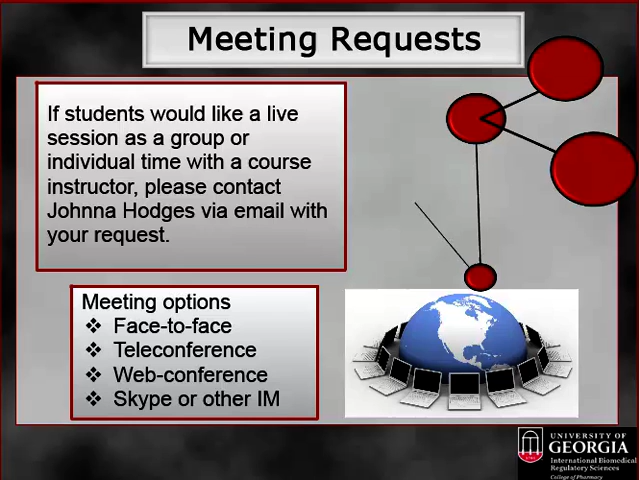 Meeting Requests
If students would like a live
session as a group or
individual time with a course
instructor, please contact
Johnna Hodges via email with
your request.
Meeting options
❖ Face-to-face
❖ Teleconference
❖ Web-conference
❖ Skype or other IM
UNIVERSITY OF
GEORGIA
International Biomedical
Regulatory Sciences
College of Pharmacy